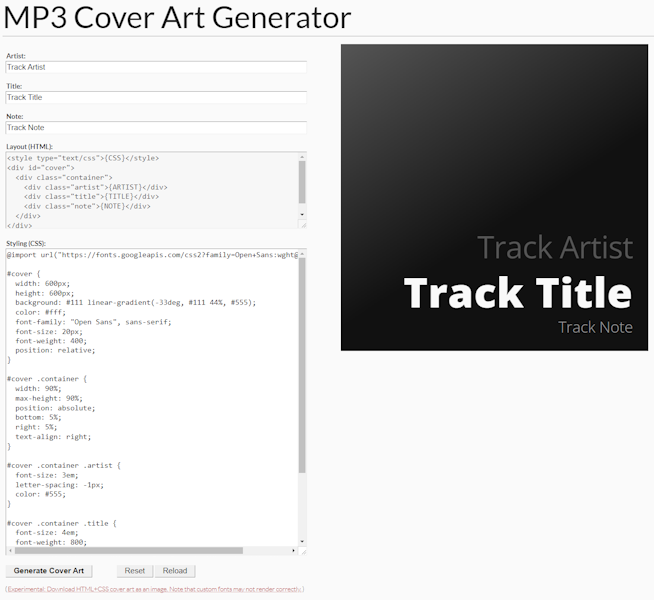 MP3 Cover Art Generator
Artist:
Track Artist
Title:
Track Title
Note:
Track Note
Layout (HTML):
<style type="text/css">{CSS}</style>
<div id="cover">
  <div class="container">
    <div class="artist">{ARTIST}</div>
    <div class="title">{TITLE}</div>
    <div class="note">{NOTE}</div>
  </div>
</div>
Styling (CSS):
@import url("https://fonts.googleapis.com/css2?family=Open+Sans:wght@
#cover {
  width: 600px;
  height: 600px;
  background: #111 linear-gradient(-33deg, #111 44%, #555);
  color: #fff;
  font-family: "Open Sans", sans-serif;
  font-size: 20px;
  font-weight: 400;
  position: relative;
}
#cover .container {
  width: 90%;
  max-height: 90%;
  position: absolute;
  bottom: 5%;
  right: 5%;
  text-align: right;
}
#cover .container .artist {
  font-size: 3em;
  letter-spacing: -1px;
  color: #555;
}
#cover .container .title {
  font-size: 4em;
  font-weight: 800;
Generate Cover Art
Reset
Reload
[ Experimental: Download HTML+CSS cover art as an image. Note that custom fonts may not render correctly. ]
Track Artist
Track Title
Track Note